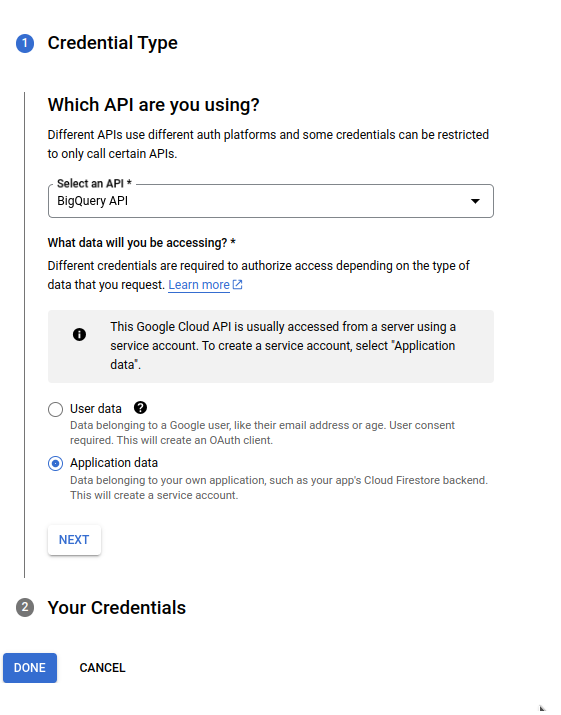 1 Credential Type
Which API are you using?
Different APIs use different auth platforms and some credentials can be restricted
to only call certain APIs.
Select an API *
BigQuery API
What data will you be accessing? *
Different credentials are required to authorize access depending on the type of
data that you request. Learn more
This Google Cloud API is usually accessed from a server using a
service account. To create a service account, select "Application
data".
User data
Data belonging to a Google user, like their email address or age. User consent
required. This will create an OAuth client.
Application data
Data belonging to your own application, such as your app's Cloud Firestore backend.
This will create a service account.
NEXT
2 Your Credentials
DONE CANCEL